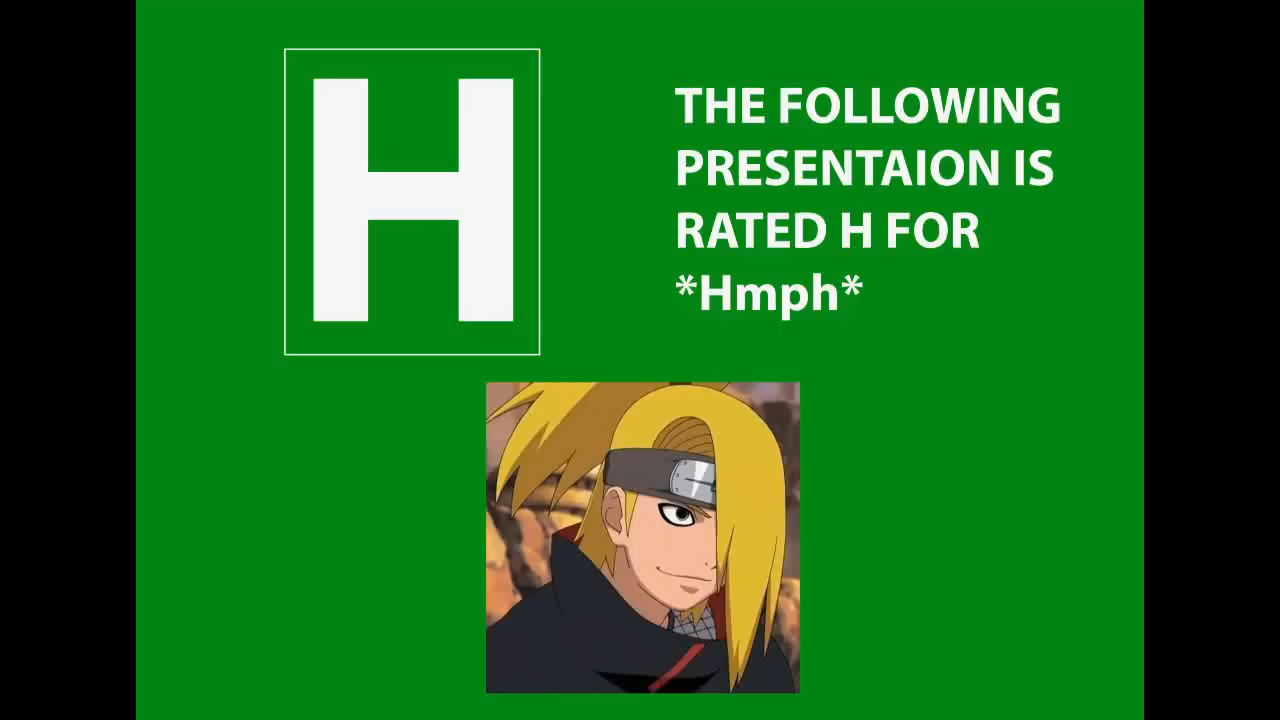 H
THE FOLLOWING
PRESENTAION IS
RATED H FOR
*Hmph*